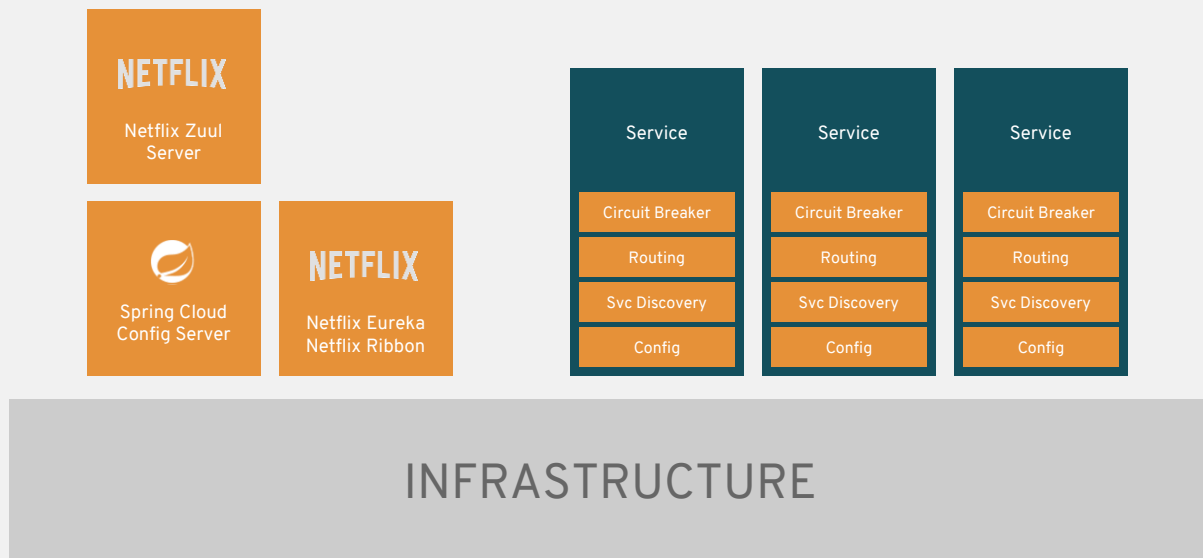 NETFLIX
Netflix Zuul
Server
Spring Cloud
Config Server
NETFLIX
Netflix Eureka
Netflix Ribbon
Service
Circuit Breaker
Routing
Svc Discovery
Config
Service
Circuit Breaker
Routing
Svc Discovery
Config
Service
Circuit Breaker
Routing
Svc Discovery
Config
INFRASTRUCTURE